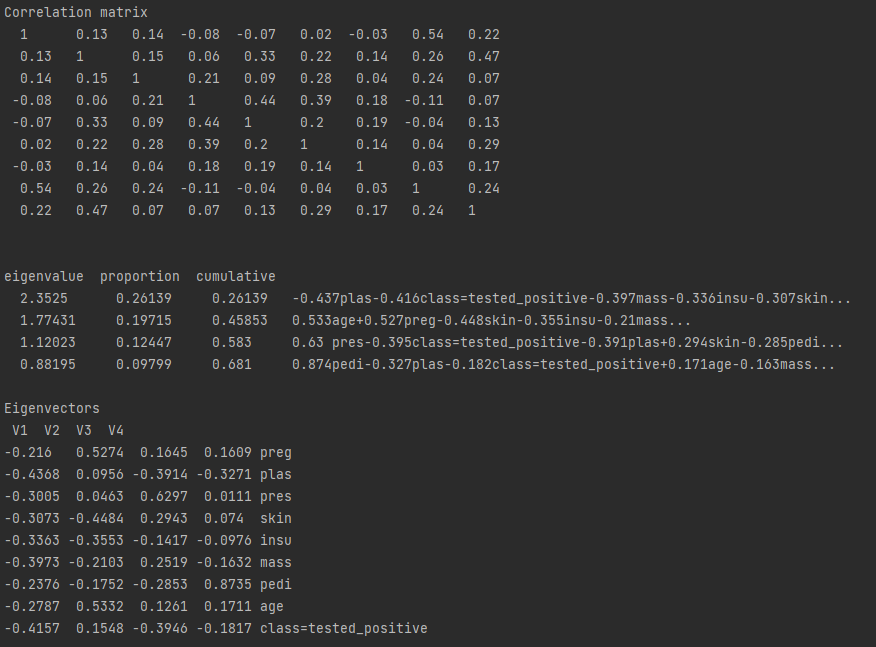 Correlation matrix
1 0.13 0.14 -0.08 -0.07 0.02 -0.03 0.54 0.22
0.13 1 0.15 0.06 0.33 0.22 0.14 0.26 0.47
0.14 0.15 1 0.21 0.09 0.28 0.04 0.24 0.07
-0.08 0.06 0.21 1 0.44 0.39 0.18 -0.11 0.07
-0.07 0.33 0.09 0.44 1 0.2 0.19 -0.04 0.13
0.02 0.22 0.28 0.39 0.2 1 0.14 0.04 0.29
-0.03 0.14 0.04 0.18 0.19 0.14 1 0.03 0.17
0.54 0.26 0.24 -0.11 -0.04 0.04 0.03 1 0.24
0.22 0.47 0.07 0.07 0.13 0.29 0.17 0.24 1
eigenvalue proportion cumulative
2.3525 0.26139 0.26139 -0.437plas-0.416class=tested_positive-0.397mass-0.336insu-0.307skin...
1.77431 0.19715 0.45853 0.533age+0.527preg-0.448skin-0.355insu-0.21mass...
1.12023 0.12447 0.583 0.63 pres-0.395class=tested_positive-0.391plas+0.294skin-0.285pedi...
0.88195 0.09799 0.681 0.874pedi-0.327plas-0.182class=tested_positive+0.171age-0.163mass...
Eigenvectors
V1 V2 V3 V4
-0.216 0.5274 0.1645 0.1609 preg
-0.4368 0.0956 -0.3914 -0.3271 plas
-0.3005 0.0463 0.6297 0.0111 pres
-0.3073 -0.4484 0.2943 0.074 skin
-0.3363 -0.3553 -0.1417 -0.0976 insu
-0.3973 -0.2103 0.2519 -0.1632 mass
-0.2376 -0.1752 -0.2853 0.8735 pedi
-0.2787 0.5332 0.1261 0.1711 age
-0.4157 0.1548 -0.3946 -0.1817 class=tested_positive